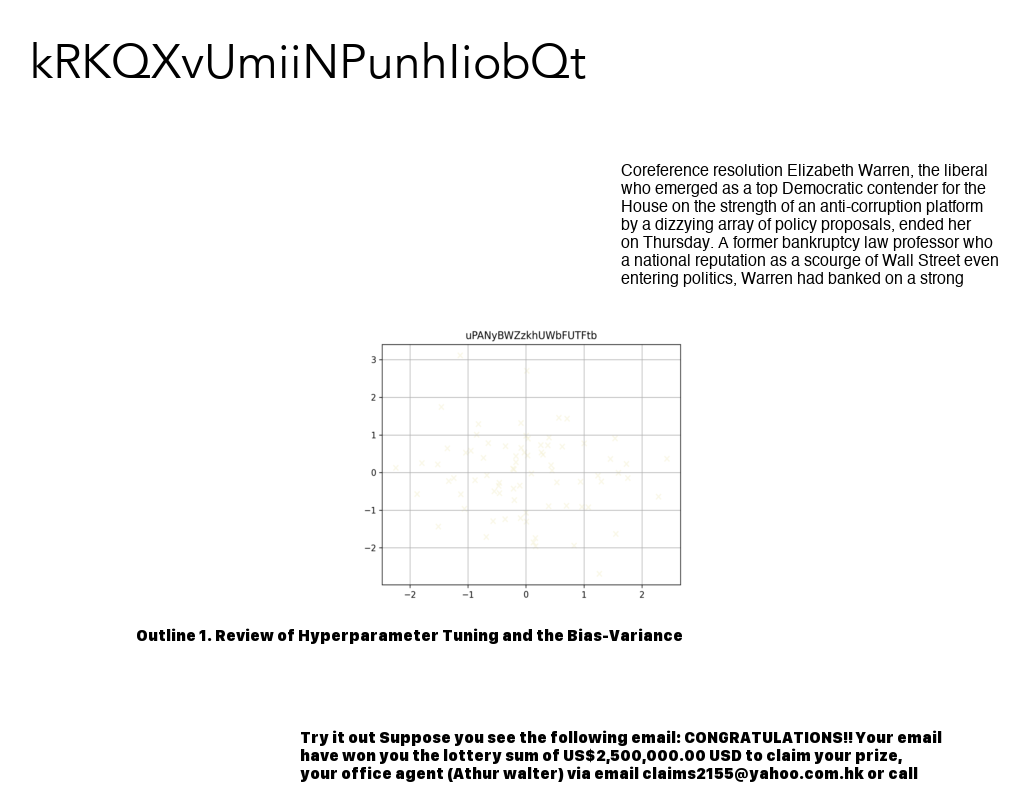 kRKQXvUmiiNPunhIiobQt
Coreference resolution Elizabeth Warren, the liberal
who emerged as a top Democratic contender for the
House on the strength of an anti-corruption platform
by a dizzying array of policy proposals, ended her
on Thursday. A former bankruptcy law professor who
a national reputation as a scourge of Wall Street even
entering politics, Warren had banked on a strong
uPANyBWZzkhUWbFUTFtb
3
2
1
0
−1
−2
−2 −1 0 1 2
Outline 1. Review of Hyperparameter Tuning and the Bias-Variance
Try it out Suppose you see the following email: CONGRATULATIONS!! Your email
have won you the lottery sum of US$2,500,000.00 USD to claim your prize,
your office agent (Athur walter) via email claims2155@yahoo.com.hk or call